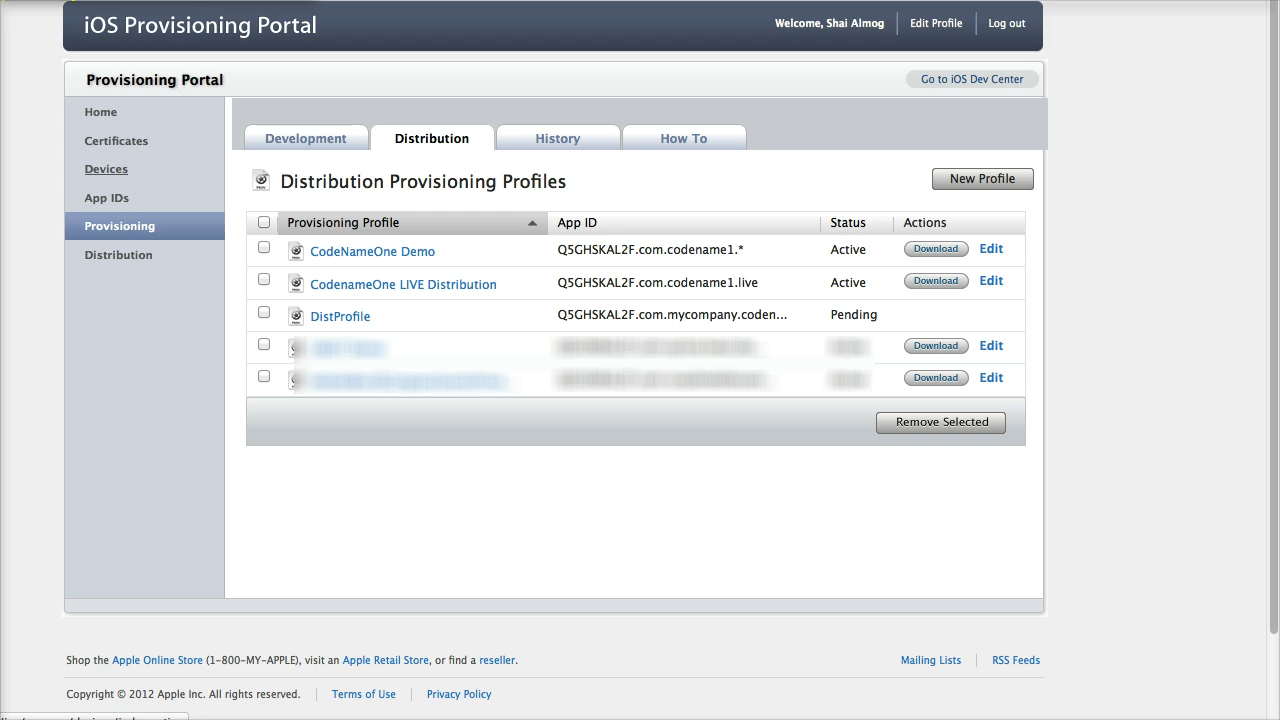 iOS Provisioning Portal
Welcome, Shai Almog
Edit Profile
Log out
Provisioning Portal
Go to iOS Dev Center
Home
Certificates
Devices
App IDs
Provisioning
Distribution
Development
Distribution
History
How To
Distribution Provisioning Profiles
New Profile
Provisioning Profile App ID Status Actions
CodeNameOne Demo Q5GHSKAL2F.com.codename1.* Active Download Edit
CodenameOne LIVE Distribution Q5GHSKAL2F.com.codename1.live Active Download Edit
DistProfile Q5GHSKAL2F.com.mycompany.coden... Pending
Download Edit
Download Edit
Remove Selected
Shop the Apple Online Store (1-800-MY-APPLE), visit an Apple Retail Store, or find a reseller.
Mailing Lists
RSS Feeds
Copyright © 2012 Apple Inc. All rights reserved.
Terms of Use
Privacy Policy